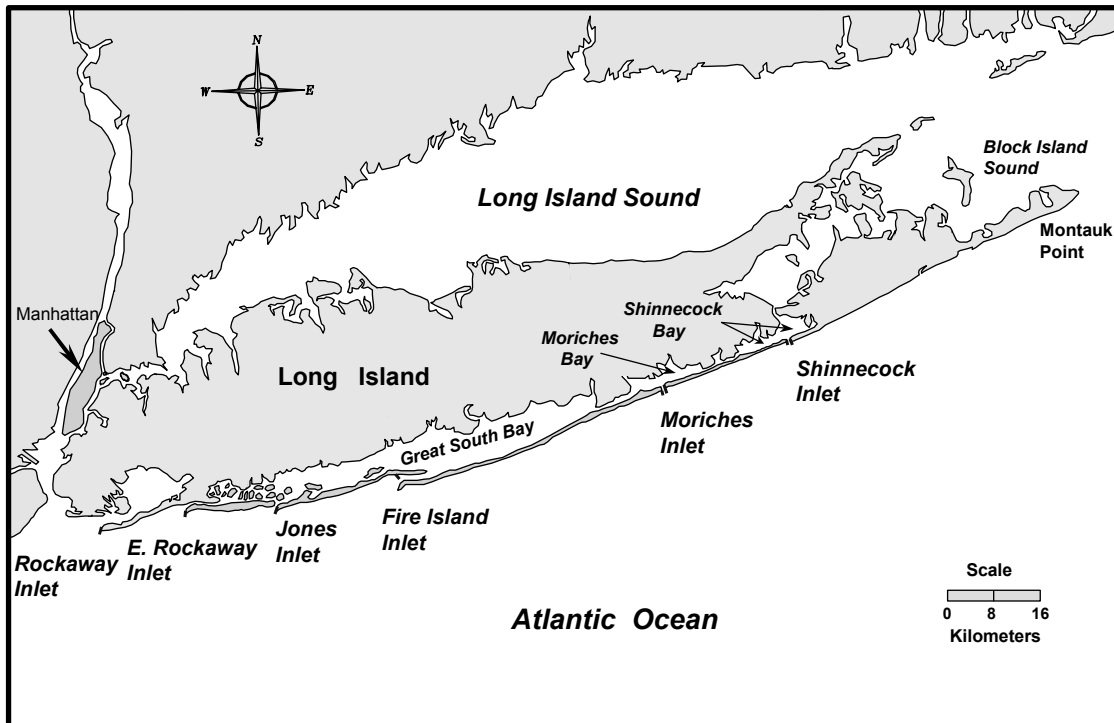 N
W
E
S
Block Island
Sound
Long Island Sound
Montauk
Point
Manhattan
Shinnecock
Bay
Moriches
Bay
Long Island
Shinnecock
Inlet
Moriches
Inlet
Great South Bay
Fire Island
Inlet
Jones
Inlet
E. Rockaway
Inlet
Rockaway
Inlet
Atlantic Ocean
Scale
0 8 16
Kilometers